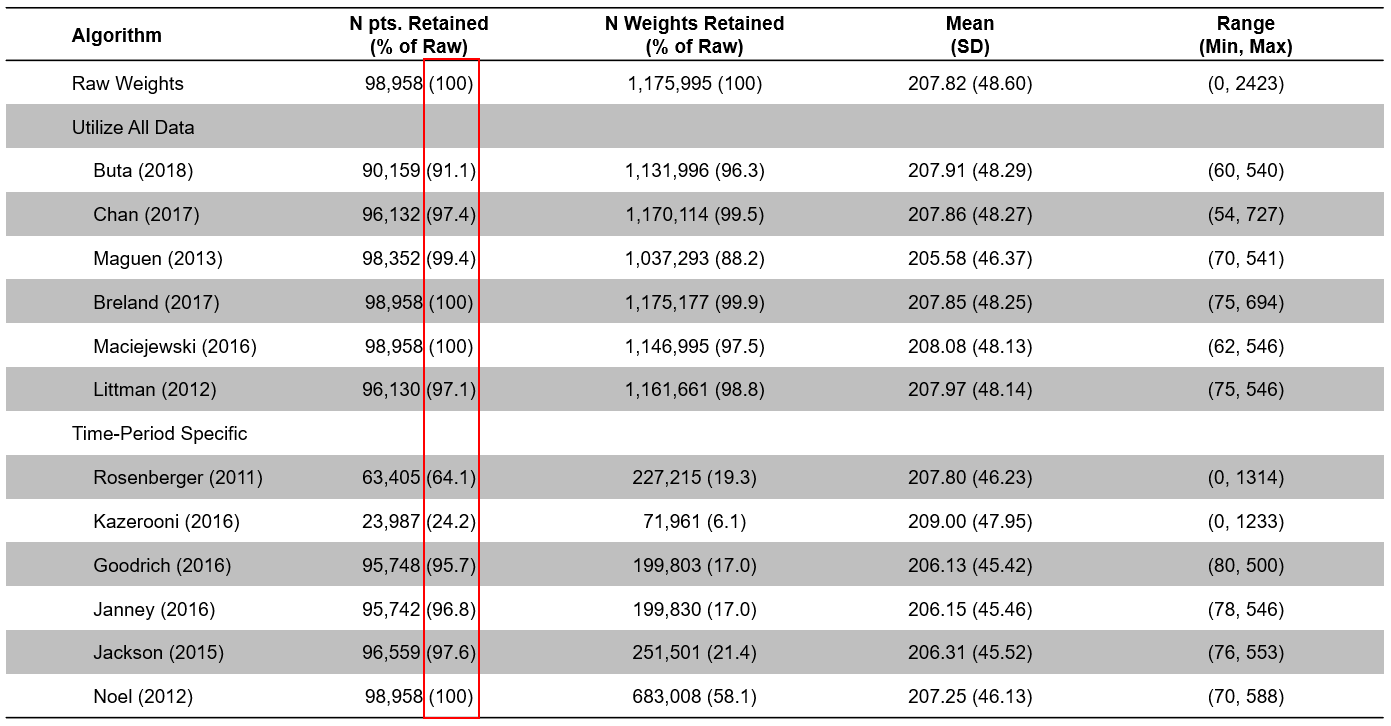 Algorithm N pts. Retained (% of Raw) N Weights Retained (% of Raw) Mean (SD) Range (Min, Max)
Raw Weights 98,958 (100) 1,175,995 (100) 207.82 (48.60) (0, 2423)
Utilize All Data
Buta (2018) 90,159 (91.1) 1,131,996 (96.3) 207.91 (48.29) (60, 540)
Chan (2017) 96,132 (97.4) 1,170,114 (99.5) 207.86 (48.27) (54, 727)
Maguen (2013) 98,352 (99.4) 1,037,293 (88.2) 205.58 (46.37) (70, 541)
Breland (2017) 98,958 (100) 1,175,177 (99.9) 207.85 (48.25) (75, 694)
Maciejewski (2016) 98,958 (100) 1,146,995 (97.5) 208.08 (48.13) (62, 546)
Littman (2012) 96,130 (97.1) 1,161,661 (98.8) 207.97 (48.14) (75, 546)
Time-Period Specific
Rosenberger (2011) 63,405 (64.1) 227,215 (19.3) 207.80 (46.23) (0, 1314)
Kazerooni (2016) 23,987 (24.2) 71,961 (6.1) 209.00 (47.95) (0, 1233)
Goodrich (2016) 95,748 (95.7) 199,803 (17.0) 206.13 (45.42) (80, 500)
Janney (2016) 95,742 (96.8) 199,830 (17.0) 206.15 (45.46) (78, 546)
Jackson (2015) 96,559 (97.6) 251,501 (21.4) 206.31 (45.52) (76, 553)
Noel (2012) 98,958 (100) 683,008 (58.1) 207.25 (46.13) (70, 588)